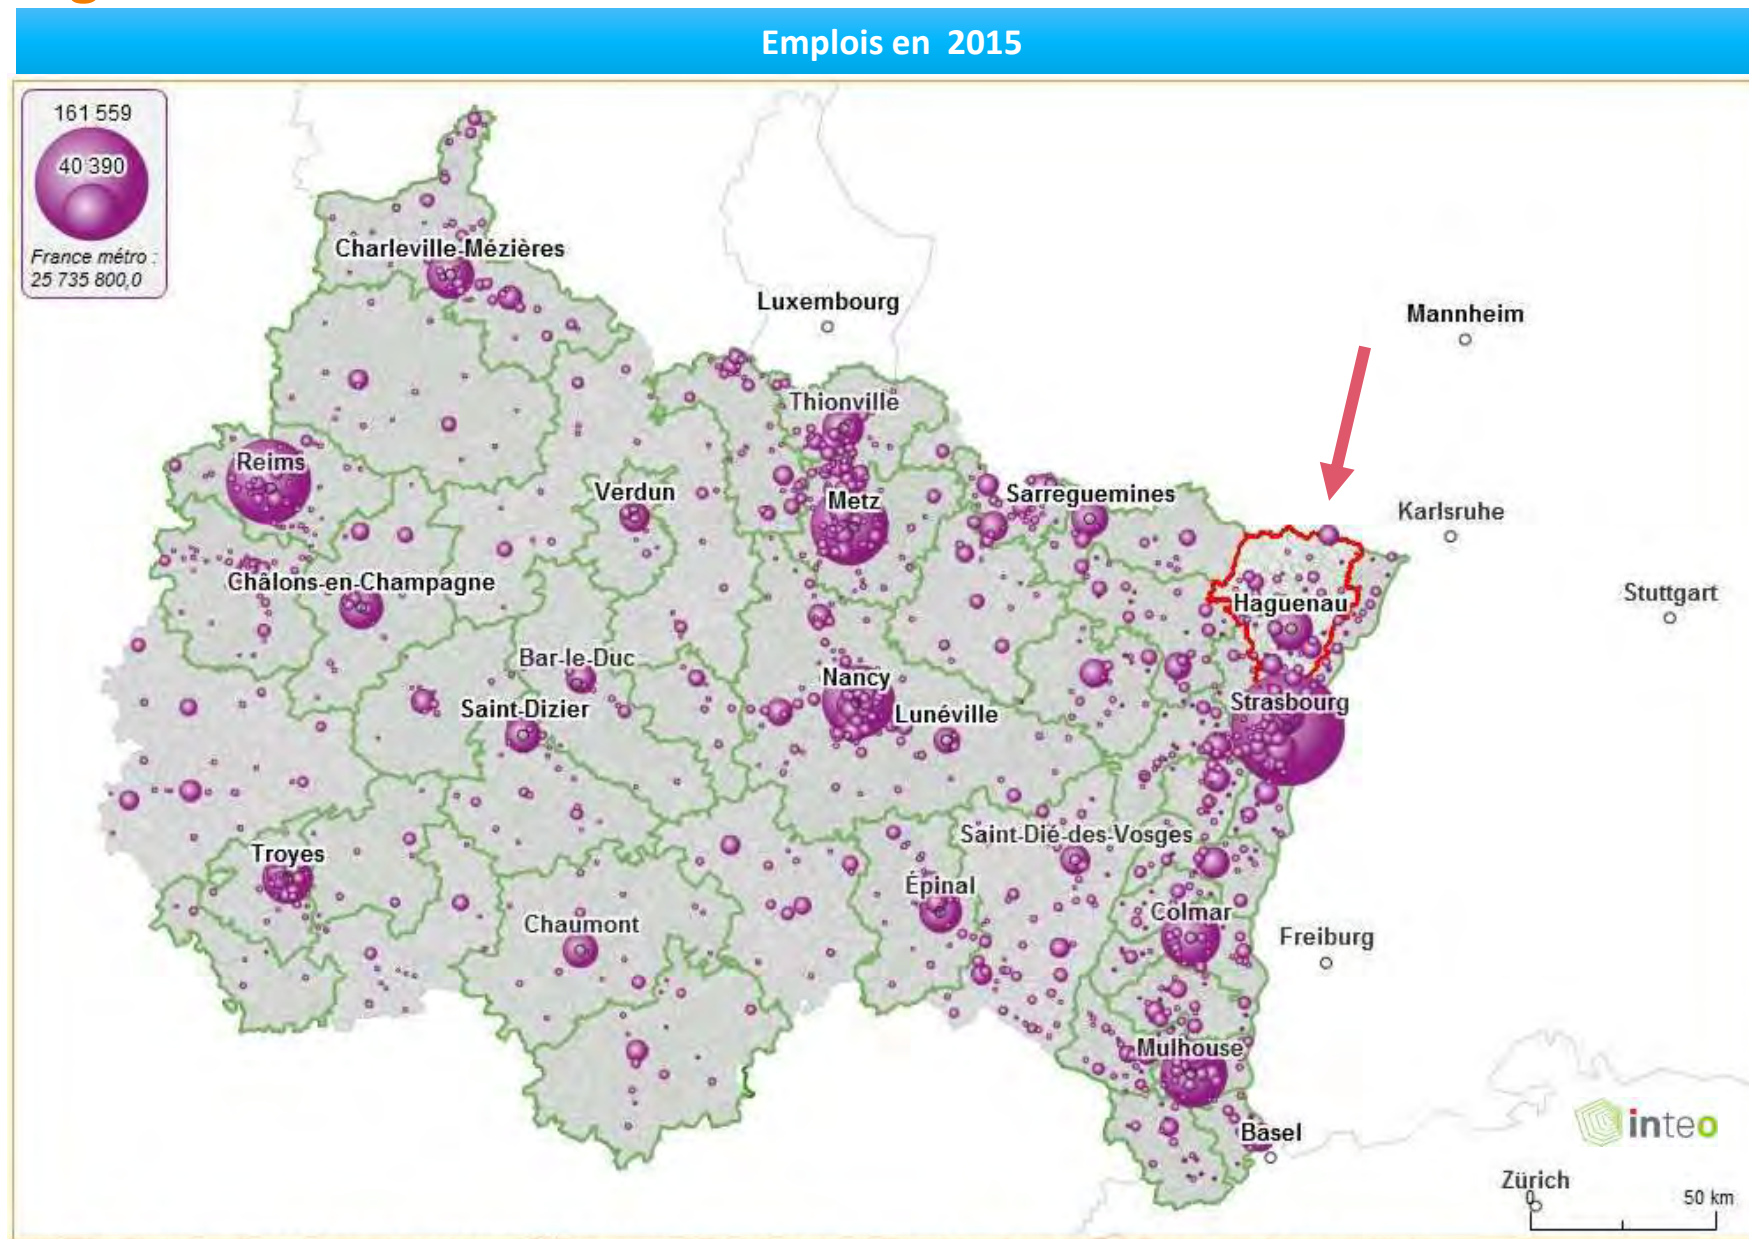 Emplois en 2015
161 559
40 390
France métro :
25 735 800,0
Charleville-Mézières
Luxembourg
Mannheim
Thionville
Reims
Verdun
Metz
Sarreguemines
Karlsruhe
Châlons-en-Champagne
Haguenau
Stuttgart
Bar-le-Duc
Nancy
Saint-Dizier
Lunéville
Strasbourg
Saint-Dié-des-Vosges
Troyes
Épinal
Chaumont
Colmar
Freiburg
Mulhouse
Basel
inteo
Zürich
0
50 km